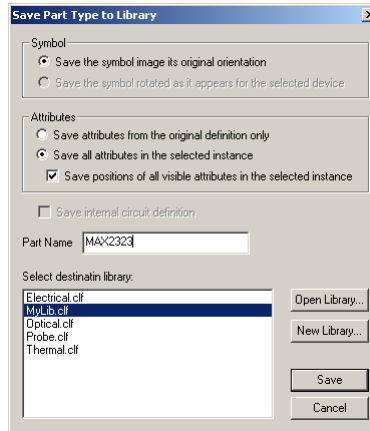 Save Part Type to Library
Symbol
Save the symbol image its original orientation
Save the symbol rotated as it appears for the selected device
Attributes
Save attributes from the original definition only
Save all attributes in the selected instance
Save positions of all visible attributes in the selected instance
Save internal circuit definition
Part Name MAX2323
Select destinatin library:
Electrical.clf
MyLib.clf
Optical.clf
Probe.clf
Thermal.clf
Open Library...
New Library...
Save
Cancel